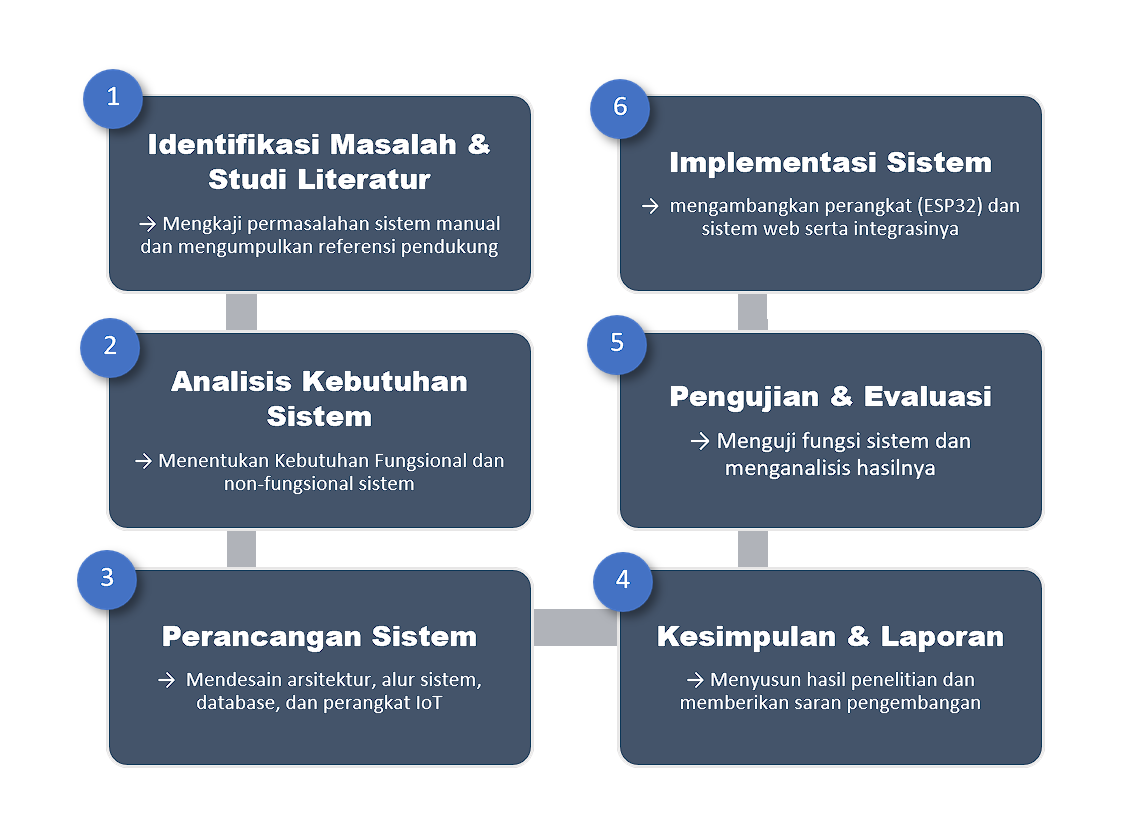 1
Identifikasi Masalah &
Studi Literatur
→ Mengkaji permasalahan sistem manual
dan mengumpulkan referensi pendukung
2
Analisis Kebutuhan
Sistem
→ Menentukan Kebutuhan Fungsional dan
non-fungsional sistem
3
Perancangan Sistem
→ Mendesain arsitektur, alur sistem,
database, dan perangkat IoT
4
Kesimpulan & Laporan
→ Menyusun hasil penelitian dan
memberikan saran pengembangan
5
Pengujian & Evaluasi
→ Menguji fungsi sistem dan
menganalisis hasilnya
6
Implementasi Sistem
→ mengambangkan perangkat (ESP32) dan
sistem web serta integrasinya